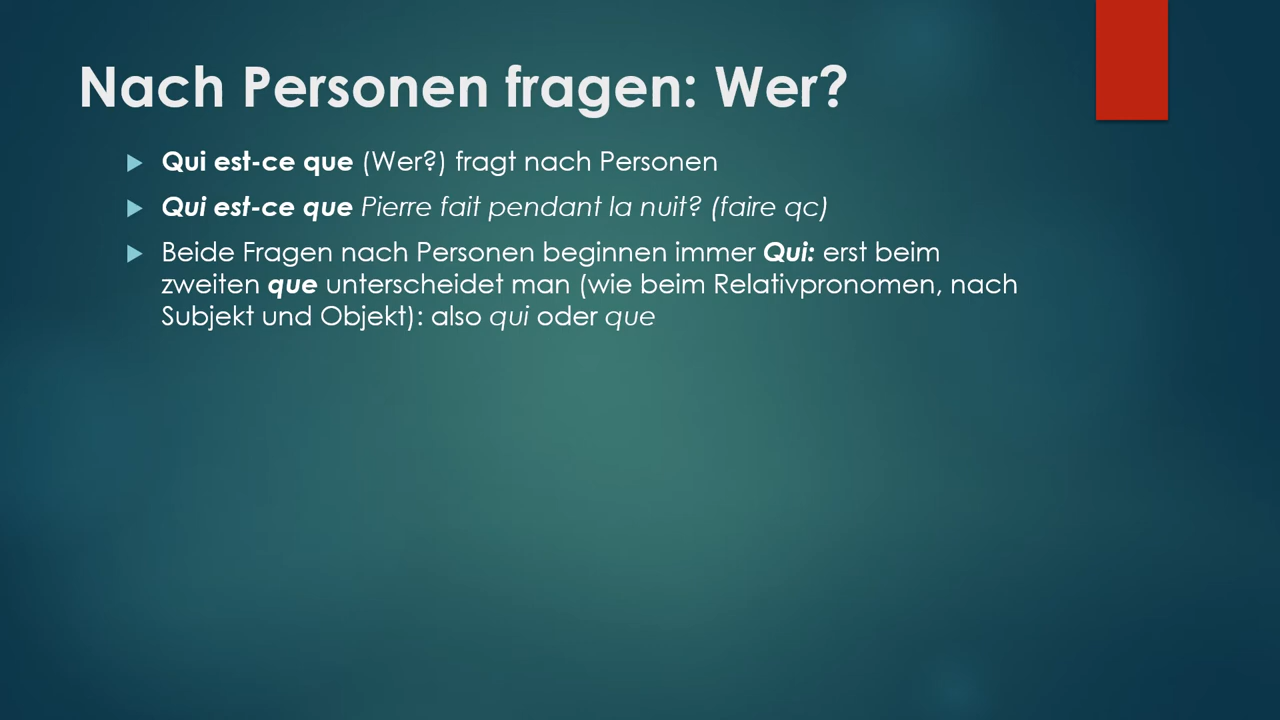 Nach Personen fragen: Wer?
Qui est-ce que (Wer?) fragt nach Personen
Qui est-ce que Pierre fait pendant la nuit? (faire qc)
Beide Fragen nach Personen beginnen immer Qui: erst beim
zweiten que unterscheidet man (wie beim Relativpronomen, nach
Subjekt und Objekt): also qui oder que